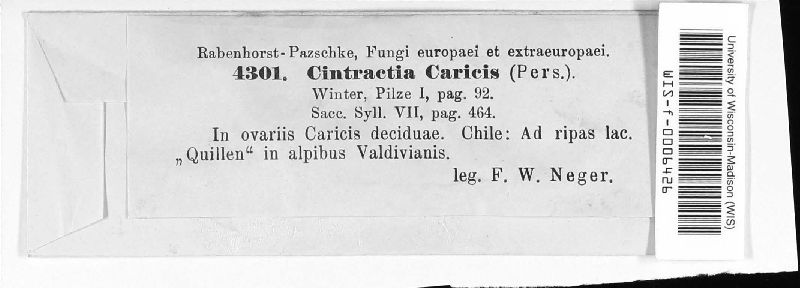 Rabenhorst-Pazschke, Fungi europaei et extraeuropaei.
4301. Cintractia Caricis (Pers.).
Winter, Pilze I, pag. 92.
Sacc. Syll. VII, pag. 464.
In ovariis Caricis deciduae. Chile: Ad ripas lac.
„Quillen“ in alpibus Valdivianis.
leg. F. W. Neger.
University of Wisconsin-Madison (WIS)
WIS-f-0009426